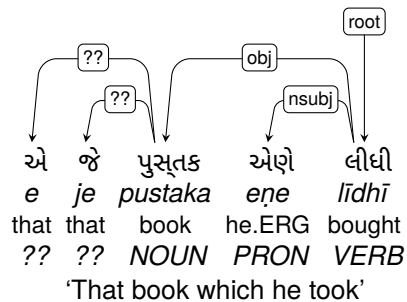 root
?? obj
?? nsubj
એ જે પુસ્તક એણે લીધી
e je pustaka eṇe līdhī
that that book he.ERG bought
?? ?? NOUN PRON VERB
‘That book which he took’